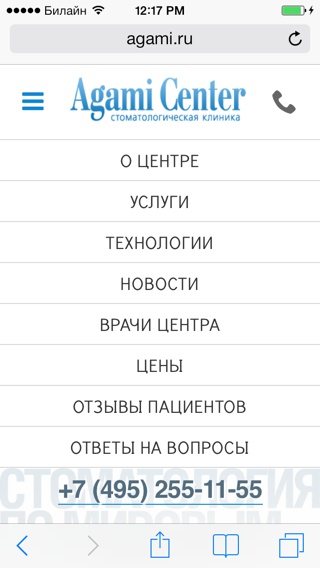 Билайн 12:17 PM
agami.ru
Agami Center
стоматологическая клиника
О ЦЕНТРЕ
УСЛУГИ
ТЕХНОЛОГИИ
НОВОСТИ
ВРАЧИ ЦЕНТРА
ЦЕНЫ
ОТЗЫВЫ ПАЦИЕНТОВ
ОТВЕТЫ НА ВОПРОСЫ
СТОМАТОЛОГИЯ
+7 (495) 255-11-55
ПО МИРОВЫМ